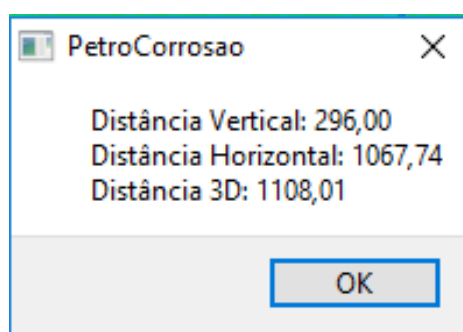 PetroCorrosao
Distância Vertical: 296,00
Distância Horizontal: 1067,74
Distância 3D: 1108,01
OK